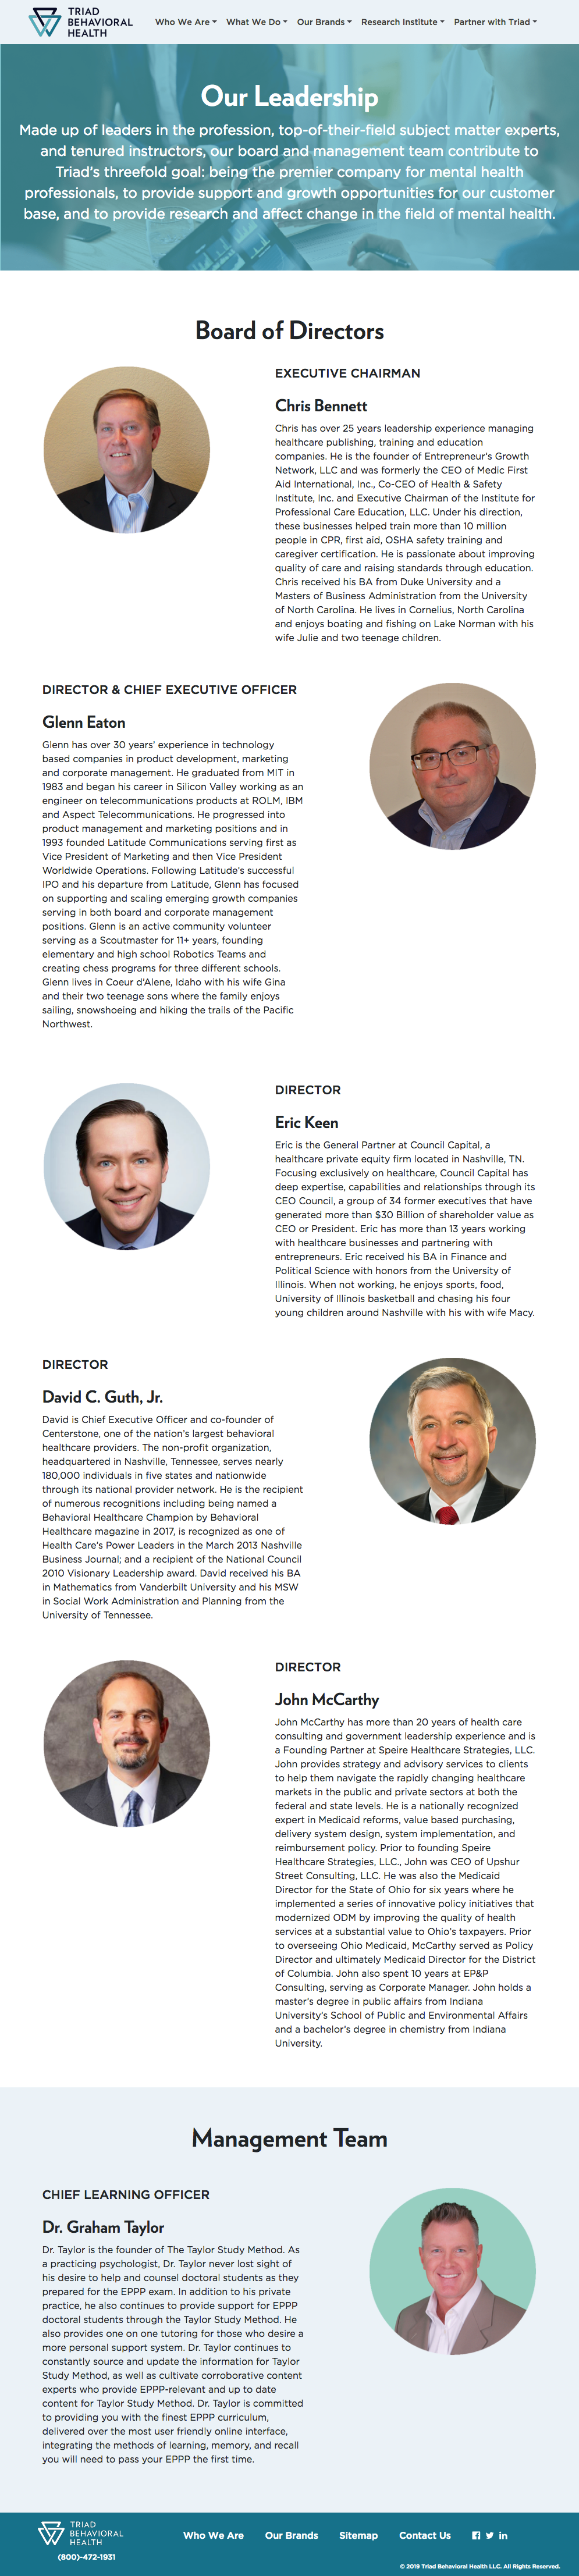 TRIAD
BEHAVIORAL
HEALTH
Who We Are What We Do Our Brands Research Institute Partner with Triad
Our Leadership
Made up of leaders in the profession, top-of-their-field subject matter experts,
and tenured instructors, our board and management team contribute to
Triad's threefold goal: being the premier company for mental health
professionals, to provide support and growth opportunities for our customer
base, and to provide research and affect change in the field of mental health.
Board of Directors
EXECUTIVE CHAIRMAN
Chris Bennett
Chris has over 25 years leadership experience managing
healthcare publishing, training and education
companies. He is the founder of Entrepreneur's Growth
Network, LLC and was formerly the CEO of Medic First
Aid International, Inc., Co-CEO of Health & Safety
Institute, Inc. and Executive Chairman of the Institute for
Professional Care Education, LLC. Under his direction,
these businesses helped train more than 10 million
people in CPR, first aid, OSHA safety training and
caregiver certification. He is passionate about improving
quality of care and raising standards through education.
Chris received his BA from Duke University and a
Masters of Business Administration from the University
of North Carolina. He lives in Cornelius, North Carolina
and enjoys boating and fishing on Lake Norman with his
wife Julie and two teenage children.
DIRECTOR & CHIEF EXECUTIVE OFFICER
Glenn Eaton
Glenn has over 30 years' experience in technology
based companies in product development, marketing
and corporate management. He graduated from MIT in
1983 and began his career in Silicon Valley working as an
engineer on telecommunications products at ROLM, IBM
and Aspect Telecommunications. He progressed into
product management and marketing positions and in
1993 founded Latitude Communications serving first as
Vice President of Marketing and then Vice President
Worldwide Operations. Following Latitude's successful
IPO and his departure from Latitude, Glenn has focused
on supporting and scaling emerging growth companies
serving in both board and corporate management
positions. Glenn is an active community volunteer
serving as a Scoutmaster for 11+ years, founding
elementary and high school Robotics Teams and
creating chess programs for three different schools.
Glenn lives in Coeur d'Alene, Idaho with his wife Gina
and their two teenage sons where the family enjoys
sailing, snowshoeing and hiking the trails of the Pacific
Northwest.
DIRECTOR
Eric Keen
Eric is the General Partner at Council Capital, a
healthcare private equity firm located in Nashville, TN.
Focusing exclusively on healthcare, Council Capital has
deep expertise, capabilities and relationships through its
CEO Council, a group of 34 former executives that have
generated more than $30 Billion of shareholder value as
CEO or President. Eric has more than 13 years working
with healthcare businesses and partnering with
entrepreneurs. Eric received his BA in Finance and
Political Science with honors from the University of
Illinois. When not working, he enjoys sports, food,
University of Illinois basketball and chasing his four
young children around Nashville with his with wife Macy.
DIRECTOR
David C. Guth, Jr.
David is Chief Executive Officer and co-founder of
Centerstone, one of the nation's largest behavioral
healthcare providers. The non-profit organization,
headquartered in Nashville, Tennessee, serves nearly
180,000 individuals in five states and nationwide
through its national provider network. He is the recipient
of numerous recognitions including being named a
Behavioral Healthcare Champion by Behavioral
Healthcare magazine in 2017, is recognized as one of
Health Care's Power Leaders in the March 2013 Nashville
Business Journal; and a recipient of the National Council
2010 Visionary Leadership award. David received his BA
in Mathematics from Vanderbilt University and his MSW
in Social Work Administration and Planning from the
University of Tennessee.
DIRECTOR
John McCarthy
John McCarthy has more than 20 years of health care
consulting and government leadership experience and is
a Founding Partner at Speire Healthcare Strategies, LLC.
John provides strategy and advisory services to clients
to help them navigate the rapidly changing healthcare
markets in the public and private sectors at both the
federal and state levels. He is a nationally recognized
expert in Medicaid reforms, value based purchasing,
delivery system design, system implementation, and
reimbursement policy. Prior to founding Speire
Healthcare Strategies, LLC., John was CEO of Upshur
Street Consulting, LLC. He was also the Medicaid
Director for the State of Ohio for six years where he
implemented a series of innovative policy initiatives that
modernized ODM by improving the quality of health
services at a substantial value to Ohio's taxpayers. Prior
to overseeing Ohio Medicaid, McCarthy served as Policy
Director and ultimately Medicaid Director for the District
of Columbia. John also spent 10 years at EP&P
Consulting, serving as Corporate Manager. John holds a
master's degree in public affairs from Indiana
University's School of Public and Environmental Affairs
and a bachelor's degree in chemistry from Indiana
University.
Management Team
CHIEF LEARNING OFFICER
Dr. Graham Taylor
Dr. Taylor is the founder of The Taylor Study Method. As
a practicing psychologist, Dr. Taylor never lost sight of
his desire to help and counsel doctoral students as they
prepared for the EPPP exam. In addition to his private
practice, he also continues to provide support for EPPP
doctoral students through the Taylor Study Method. He
also provides one on one tutoring for those who desire a
more personal support system. Dr. Taylor continues to
constantly source and update the information for Taylor
Study Method, as well as cultivate corroborative content
experts who provide EPPP-relevant and up to date
content for Taylor Study Method. Dr. Taylor is committed
to providing you with the finest EPPP curriculum,
delivered over the most user friendly online interface,
integrating the methods of learning, memory, and recall
you will need to pass your EPPP the first time.
TRIAD
BEHAVIORAL
HEALTH
(800)-472-1931
Who We Are Our Brands Sitemap Contact Us
© 2019 Triad Behavioral Health LLC. All Rights Reserved.